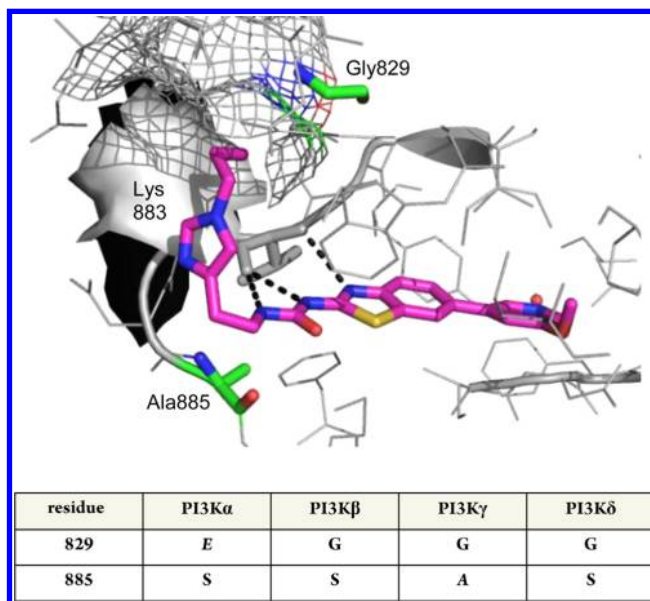 Gly829
Lys
883
Ala885
residue PI3Kα PI3Kβ PI3Kγ PI3Kδ
829 E G G G
885 S S A S